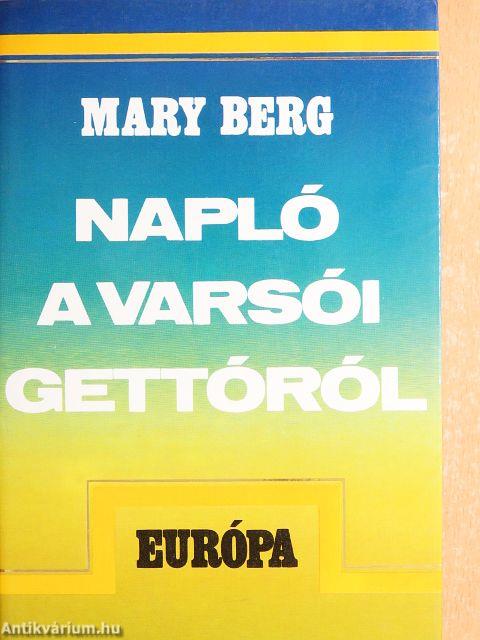 MARY BERG
NAPLÓ
A VARSÓI
GETTÓRÓL
EURÓPA
Antikvárium.hu